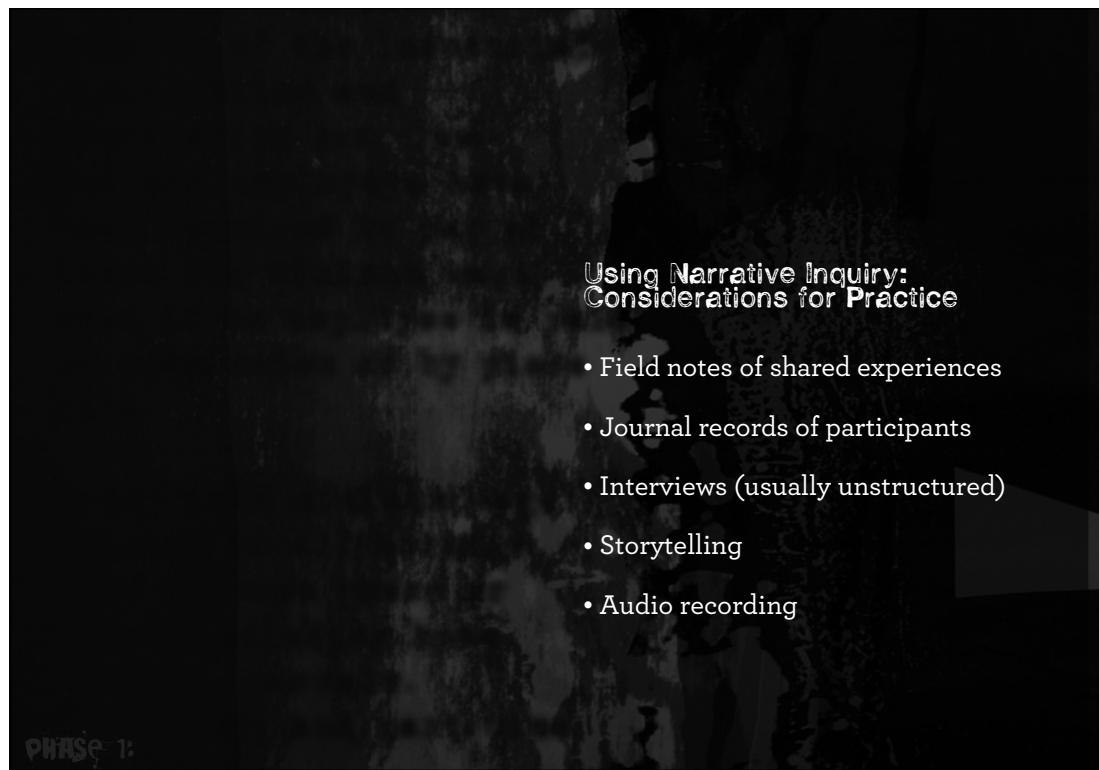 Using Narrative Inquiry:
Considerations for Practice
• Field notes of shared experiences
• Journal records of participants
• Interviews (usually unstructured)
• Storytelling
• Audio recording
PHASe 1: